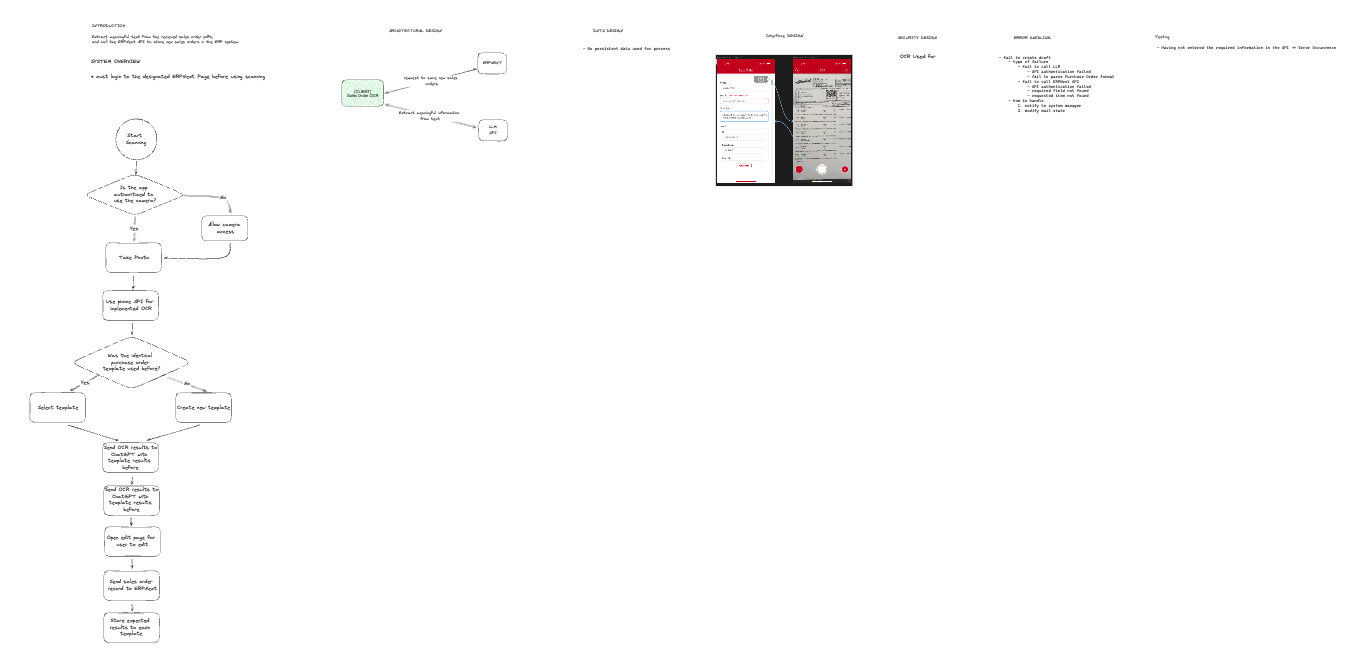 INTRODUCTION
Extract meaningful text from the recieved sales order pdfs,
and call the ERPNext API to store new sales orders in the ERP system
SYSTEM OVERVIEW
• must login to the designated ERPNext Page before using scanning
Start
Scanning
Is the app
authorized to
use the camera?
No
Allow camera
access
Yes
Take Photo
Use phone API for
implemented OCR
Was the identical
purchase order
template used before?
Yes
No
Select template
Create new template
Send OCR results to
ChatGPT with
template results
before
Send OCR results to
ChatGPT with
template results
before
Open edit page for
user to edit
Send sales order
record to ERPNext
Store expected
results to each
template
ARCHITECTURAL DESIGN
ERPNEXT
request to save new sales
orders
[CLIENT]
Sales Order OCR
Extract meaningful information
from text
LLM
API
DATA DESIGN
- No persistent data used for process
INTERFACE DESIGN
SECURITY DESIGN
OCR Used for
ERROR HANDLING
- fail to create draft
- type of failure
- fail to call LLM
- API authentication failed
- fail to parse Purchase Order format
- fail to call ERPNext API
- API authentication failed
- required field not found
- requested item not found
- how to handle
1. notify to system manager
2. modify mail state
Testing
- Having not entered the required information in the API → Error Occurrence